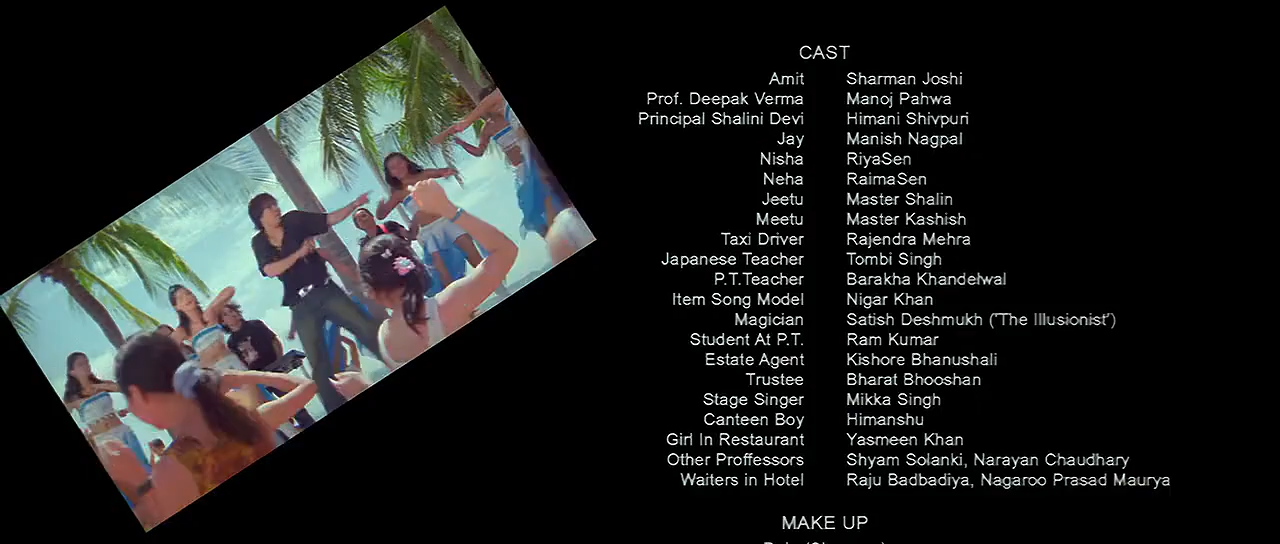 CAST
Amit Sharman Joshi
Prof. Deepak Verma Manoj Pahwa
Principal Shalini Devi Himani Shivpuri
Jay Manish Nagpal
Nisha RiyaSen
Neha RaimaSen
Jeetu Master Shalin
Meetu Master Kashish
Taxi Driver Rajendra Mehra
Japanese Teacher Tombi Singh
P.T.Teacher Barakha Khandelwal
Item Song Model Nigar Khan
Magician Satish Deshmukh ('The Illusionist')
Student At P.T. Ram Kumar
Estate Agent Kishore Bhanushali
Trustee Bharat Bhooshan
Stage Singer Mikka Singh
Canteen Boy Himanshu
Girl In Restaurant Yasmeen Khan
Other Proffessors Shyam Solanki, Narayan Chaudhary
Waiters in Hotel Raju Badbadiya, Nagaroo Prasad Maurya
MAKE UP